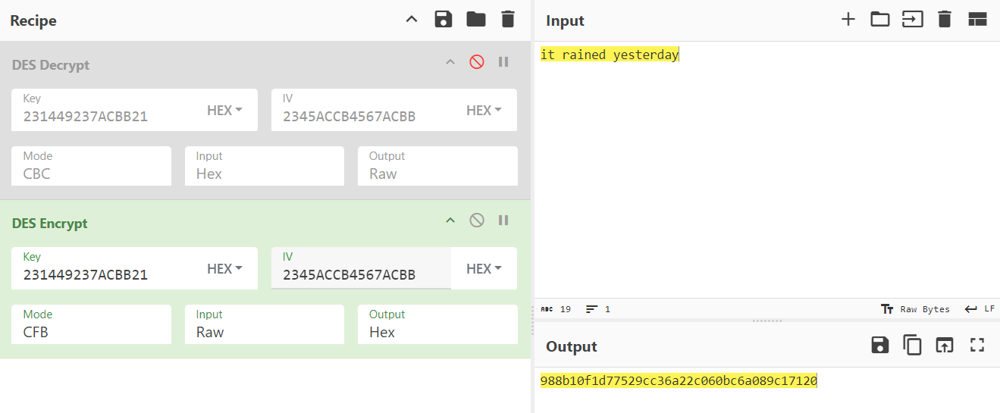 Recipe
DES Decrypt
Key
231449237ACBB21
HEX
IV
2345ACCB4567ACBB
HEX
Mode
CBC
Input
Hex
Output
Raw
DES Encrypt
Key
231449237ACBB21
HEX
IV
2345ACCB4567ACBB
HEX
Mode
CFB
Input
Raw
Output
Hex
Input
it rained yesterday
ABC 19
1
Tт Raw Bytes
LF
Output
988b10f1d77529cc36a22c060bc6a089c17120